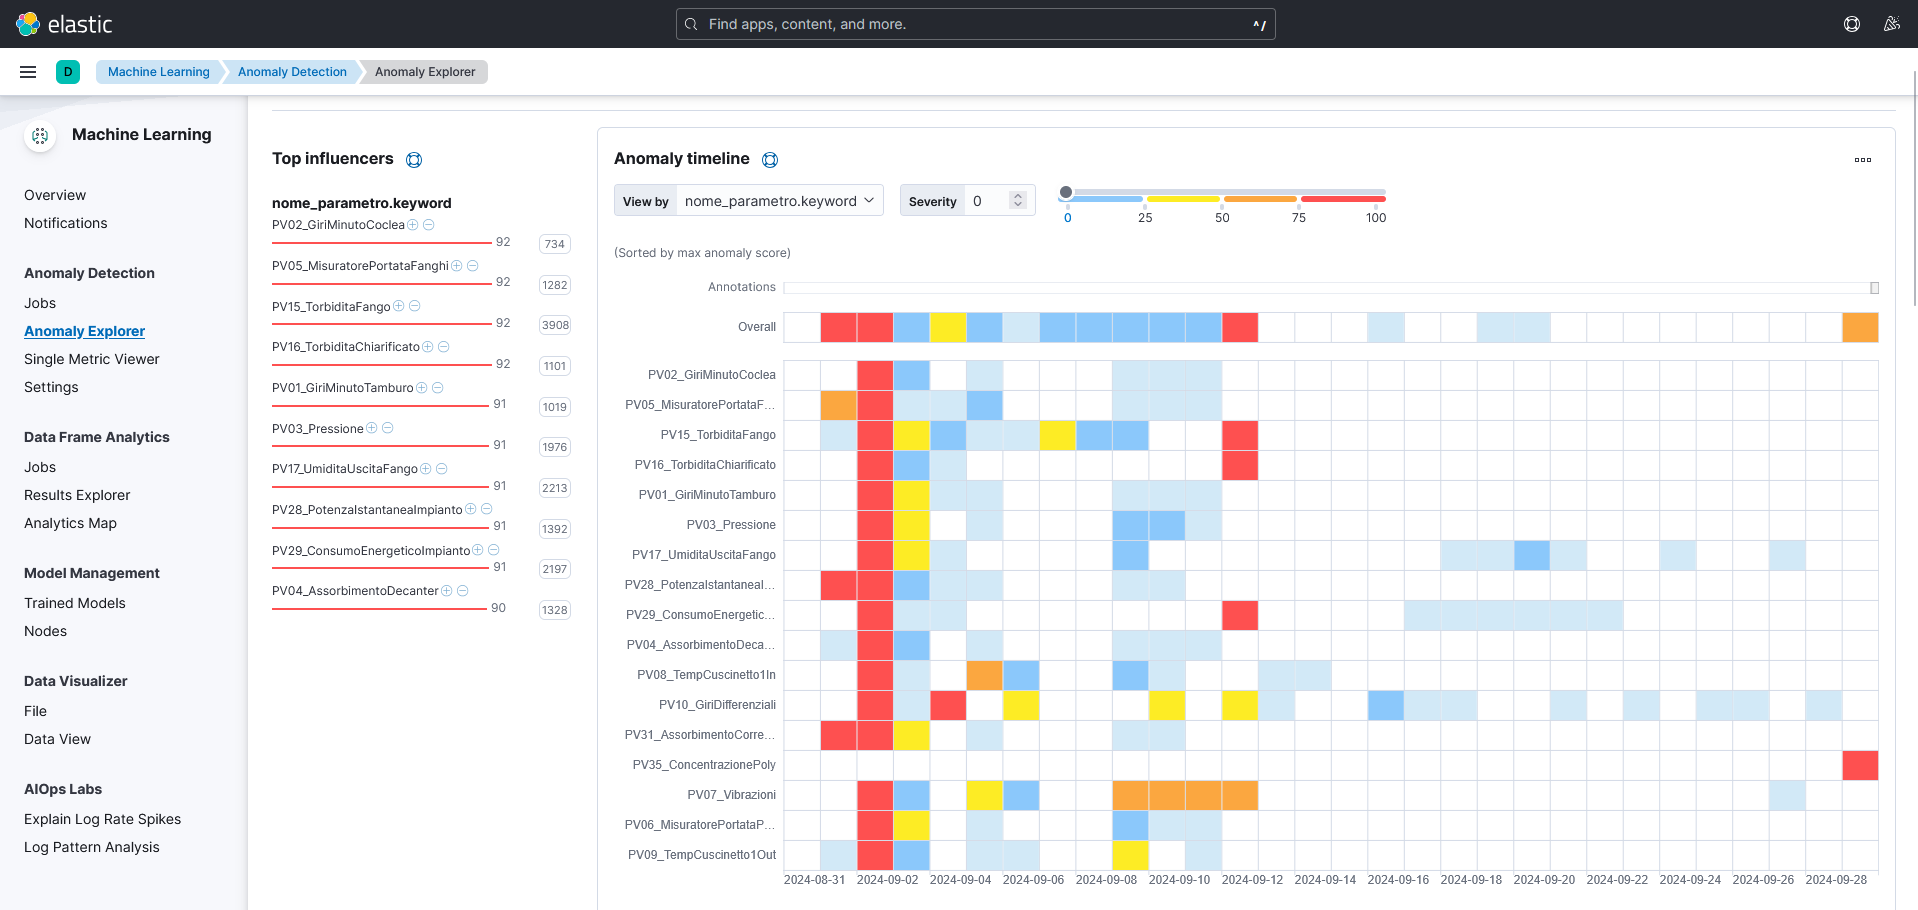 elastic
Find apps, content, and more.
^/
D
Machine Learning
Anomaly Detection
Anomaly Explorer
Machine Learning
Overview
Notifications
Anomaly Detection
Jobs
Anomaly Explorer
Single Metric Viewer
Settings
Data Frame Analytics
Jobs
Results Explorer
Analytics Map
Model Management
Trained Models
Nodes
Data Visualizer
File
Data View
AIOps Labs
Explain Log Rate Spikes
Log Pattern Analysis
Top influencers
nome_parametro.keyword
PV02_GiriMinutoCoclea
92
734
PV05_MisuratorePortataFanghi
92
1282
PV15_TorbiditaFango
92
3908
PV16_TorbiditaChiarificato
92
1101
PV01_GiriMinutoTamburo
91
1019
PV03_Pressione
91
1976
PV17_UmiditaUscitaFango
91
2213
PV28_PotenzaIstantaneaImpianto
91
1392
PV29_ConsumoEnergeticoImpianto
91
2197
PV04_AssorbimentoDecanter
90
1328
Anomaly timeline
View by
nome_parametro.keyword
Severity
0
0
25
50
75
100
(Sorted by max anomaly score)
Annotations
Overall
PV02_GiriMinutoCoclea
PV05_MisuratorePortataF...
PV15_TorbiditaFango
PV16_TorbiditaChiarificato
PV01_GiriMinutoTamburo
PV03_Pressione
PV17_UmiditaUscitaFango
PV28_PotenzaIstantaneaI...
PV29_ConsumoEnergetic...
PV04_AssorbimentoDeca...
PV08_TempCuscinetto1In
PV10_GiriDifferenziali
PV31_AssorbimentoCorre...
PV35_ConcentrazionePoly
PV07_Vibrazioni
PV06_MisuratorePortataP...
PV09_TempCuscinetto1Out
2024-08-31
2024-09-02
2024-09-04
2024-09-06
2024-09-08
2024-09-10
2024-09-12
2024-09-14
2024-09-16
2024-09-18
2024-09-20
2024-09-22
2024-09-24
2024-09-26
2024-09-28